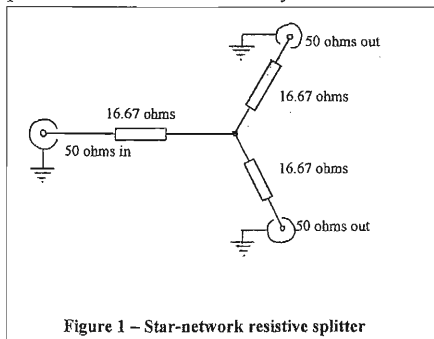 50 ohms out
16.67 ohms
16.67 ohms
50 ohms in
16.67 ohms
50 ohms out
Figure 1 – Star-network resistive splitter